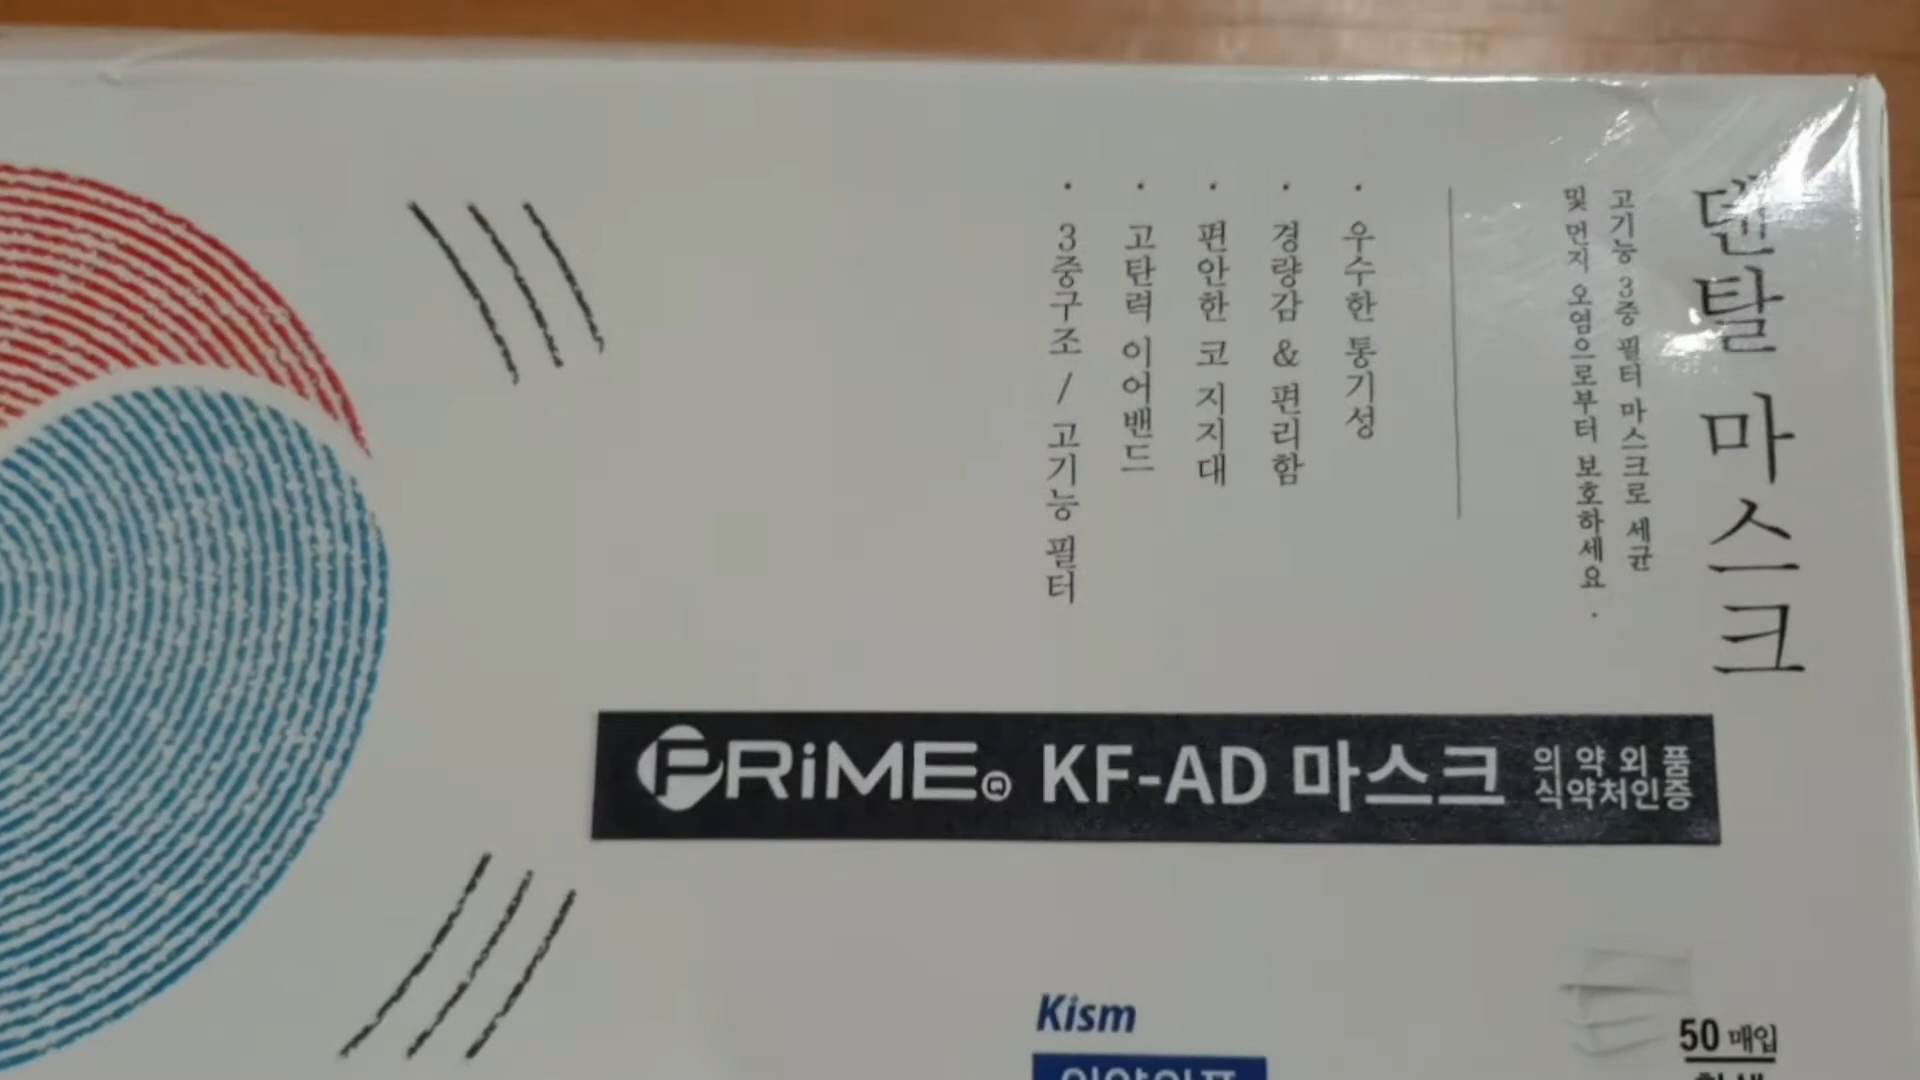 덴탈 마스크
고기능 3중 필터 마스크로 세균
및 먼지 오염으로부터 보호하세요.
· 우수한 통기성
· 경량감 & 편리함
· 편안한 코 지지대
· 고탄력 이어밴드
· 3중구조 / 고기능 필터
PRiME® KF-AD 마스크
의약외품
식약처인증
Kism
50 매입